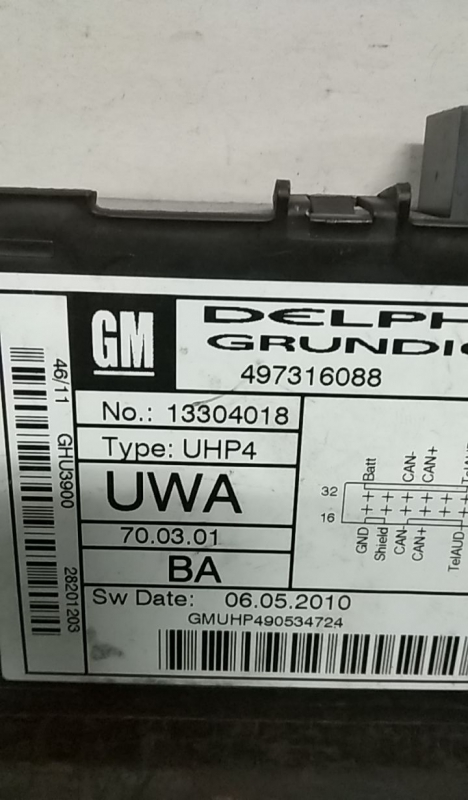 GM
DELPH
GRUNDI
497316088
No.: 13304018
Type: UHP4
UWA
70.03.01
BA
Sw Date: 06.05.2010
GMUHP490534724
46/11 GHU3900 28201203
Batt CAN- CAN+
32
16
GND Shield CAN- CAN+ TelAUD